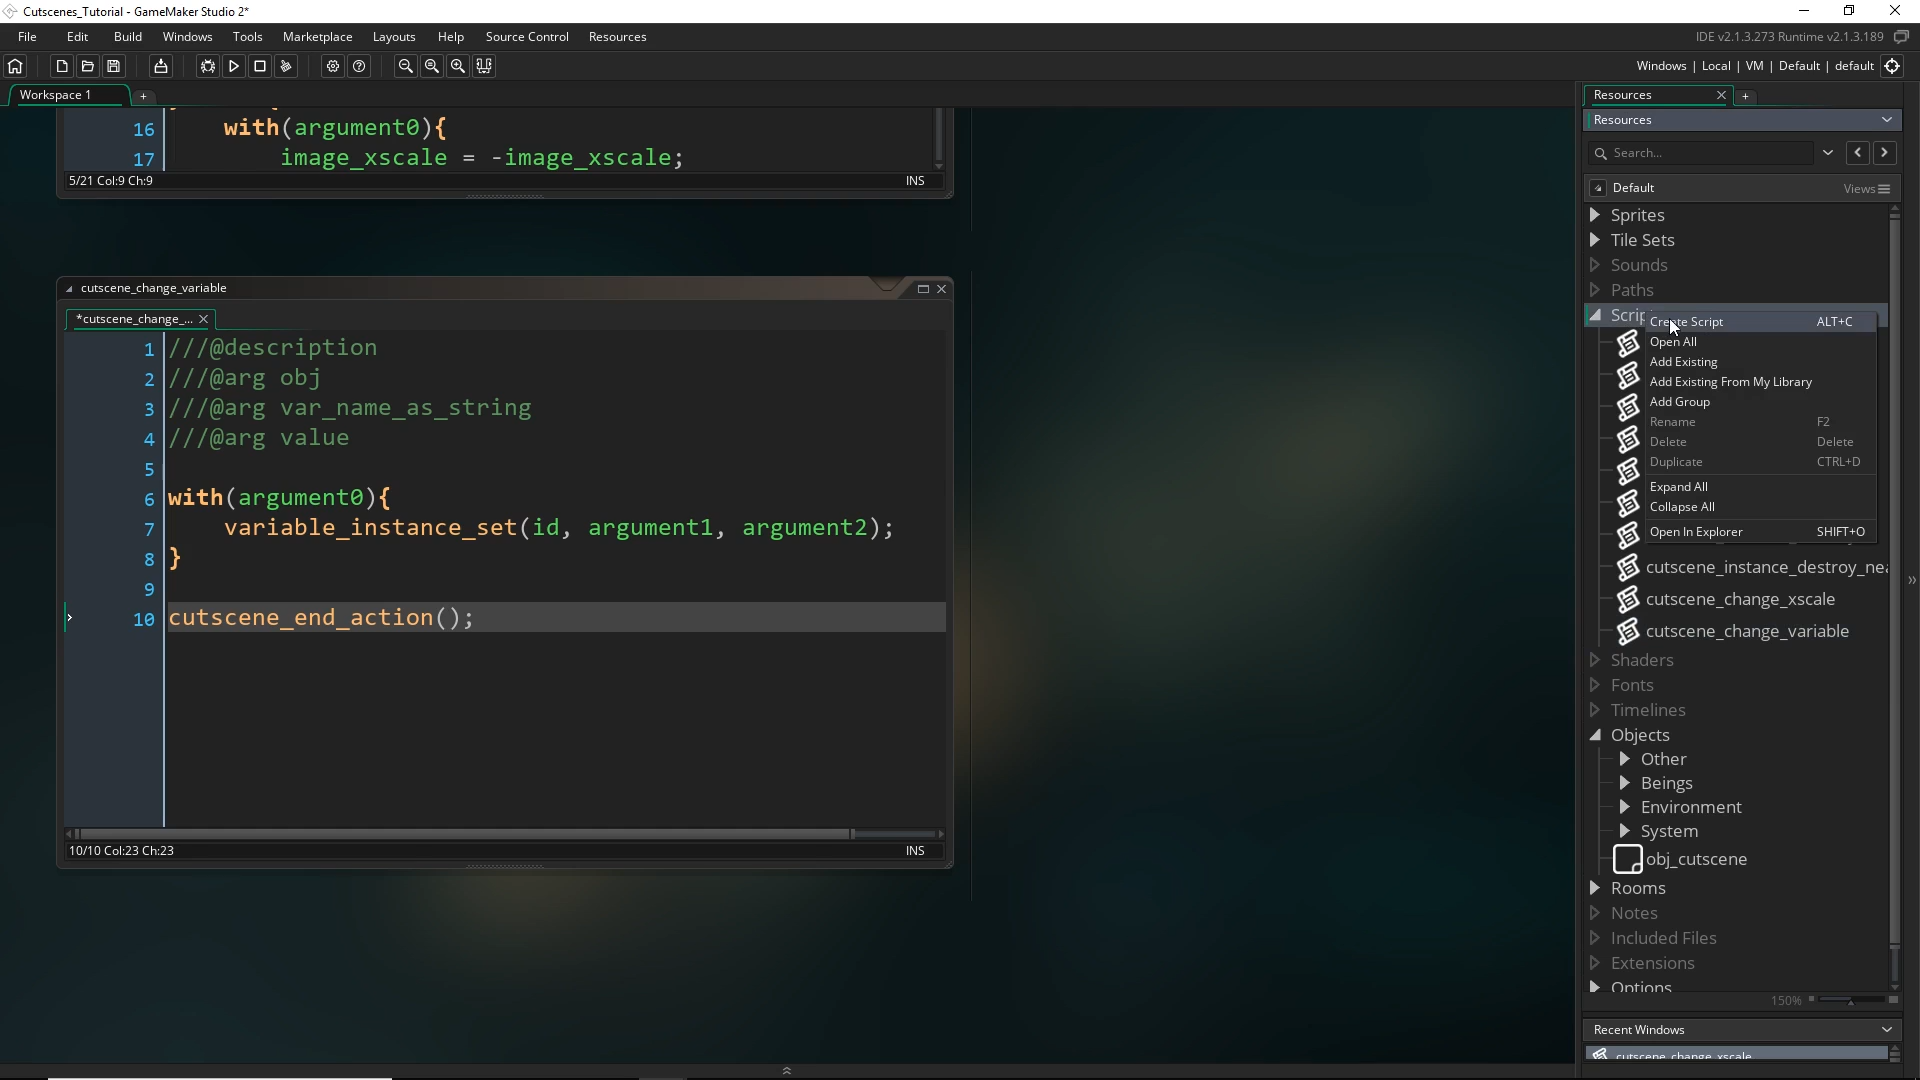 Cutscenes_Tutorial - GameMaker Studio 2*
File Edit Build Windows Tools Marketplace Layouts Help Source Control Resources
IDE v2.1.3.273 Runtime v2.1.3.189
Windows | Local | VM | Default | default
Workspace 1
+
16 with(argument0){
17 image_xscale = -image_xscale;
5/21 Col:9 Ch:9 INS
cutscene_change_variable
*cutscene_change_...
1 ///@description
2 ///@arg obj
3 ///@arg var_name_as_string
4 ///@arg value
5
6 with(argument0){
7 variable_instance_set(id, argument1, argument2);
8 }
9
10 cutscene_end_action();
10/10 Col:23 Ch:23 INS
Resources
+
Resources
Search...
Default Views
Sprites
Tile Sets
Sounds
Paths
Create Script ALT+C
Open All
Add Existing
Add Existing From My Library
Add Group
Rename F2
Delete Delete
Duplicate CTRL+D
Expand All
Collapse All
Open In Explorer SHIFT+O
cutscene_instance_destroy_nea
cutscene_change_xscale
cutscene_change_variable
Shaders
Fonts
Timelines
Objects
Other
Beings
Environment
System
obj_cutscene
Rooms
Notes
Included Files
Extensions
Options
150%
Recent Windows
cutscene_change_xscale